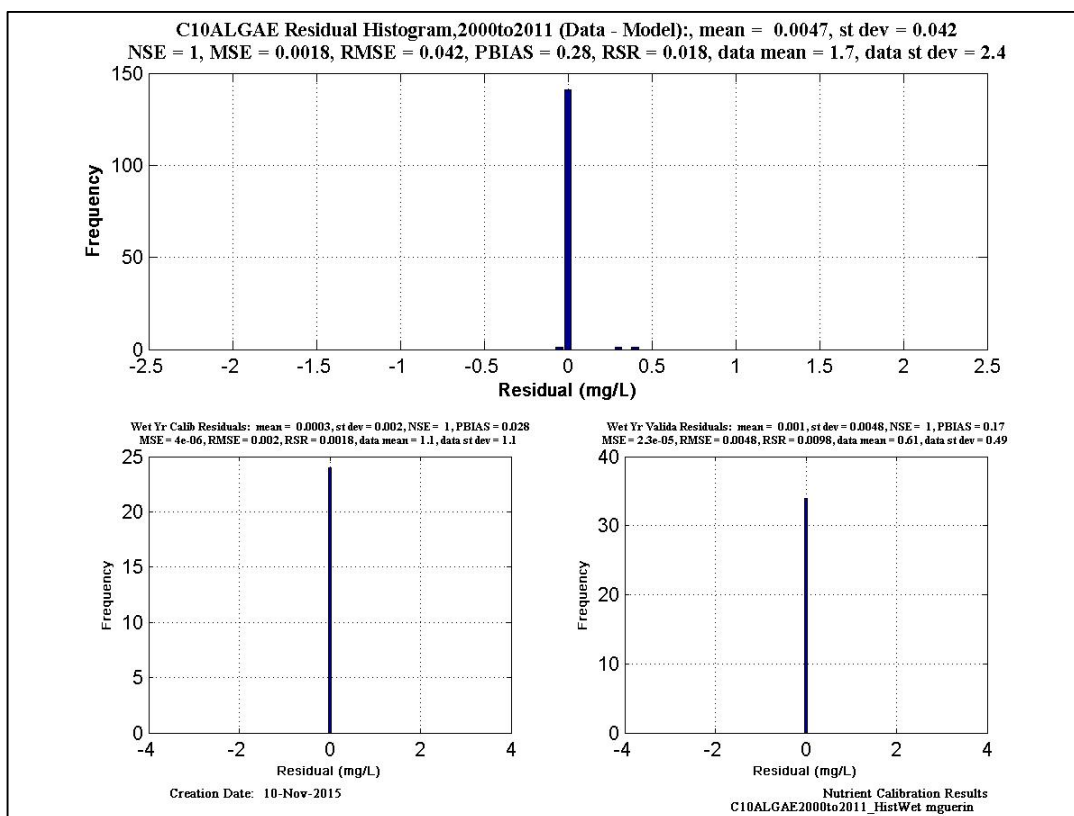 C10ALGAE Residual Histogram,2000to2011 (Data - Model):, mean = 0.0047, st dev = 0.042
NSE = 1, MSE = 0.0018, RMSE = 0.042, PBIAS = 0.28, RSR = 0.018, data mean = 1.7, data st dev = 2.4
150
100
50
0
Frequency
-2.5 -2 -1.5 -1 -0.5 0 0.5 1 1.5 2 2.5
Residual (mg/L)
Wet Yr Calib Residuals: mean = 0.0003, st dev = 0.002, NSE = 1, PBIAS = 0.028
MSE = 4e-06, RMSE = 0.002, RSR = 0.0018, data mean = 1.1, data st dev = 1.1
25
20
15
10
5
0
Frequency
-4 -2 0 2 4
Residual (mg/L)
Wet Yr Valida Residuals: mean = 0.001, st dev = 0.0048, NSE = 1, PBIAS = 0.17
MSE = 2.3e-05, RMSE = 0.0048, RSR = 0.0098, data mean = 0.61, data st dev = 0.49
40
30
20
10
0
Frequency
-4 -2 0 2 4
Residual (mg/L)
Creation Date: 10-Nov-2015
Nutrient Calibration Results
C10ALGAE2000to2011_HistWet mguerin